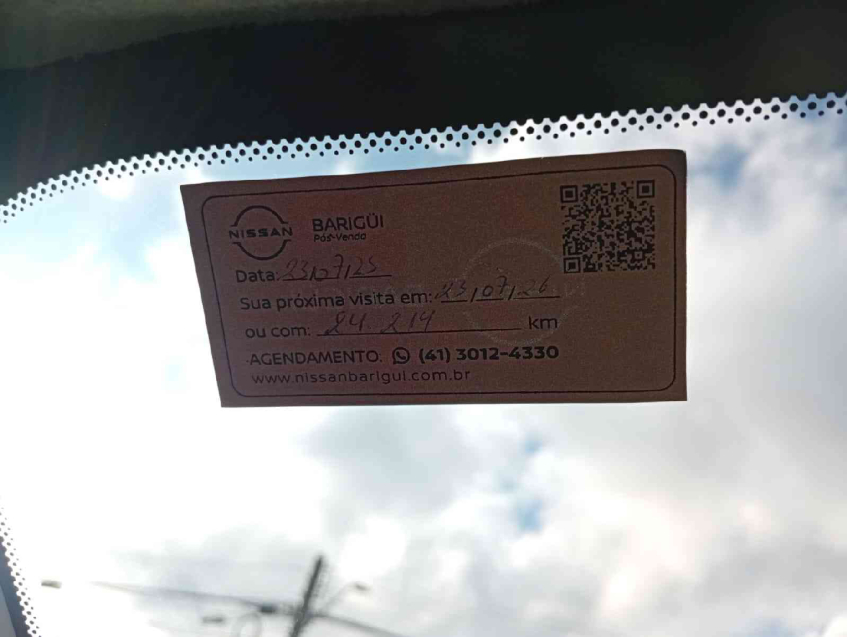 NISSAN BARIGÜI
Pós-Venda
Data: 23/07/25
Sua próxima visita em: 23/07/26
ou com: 24.214 km
AGENDAMENTO: (41) 3012-4330
www.nissanbarigui.com.br